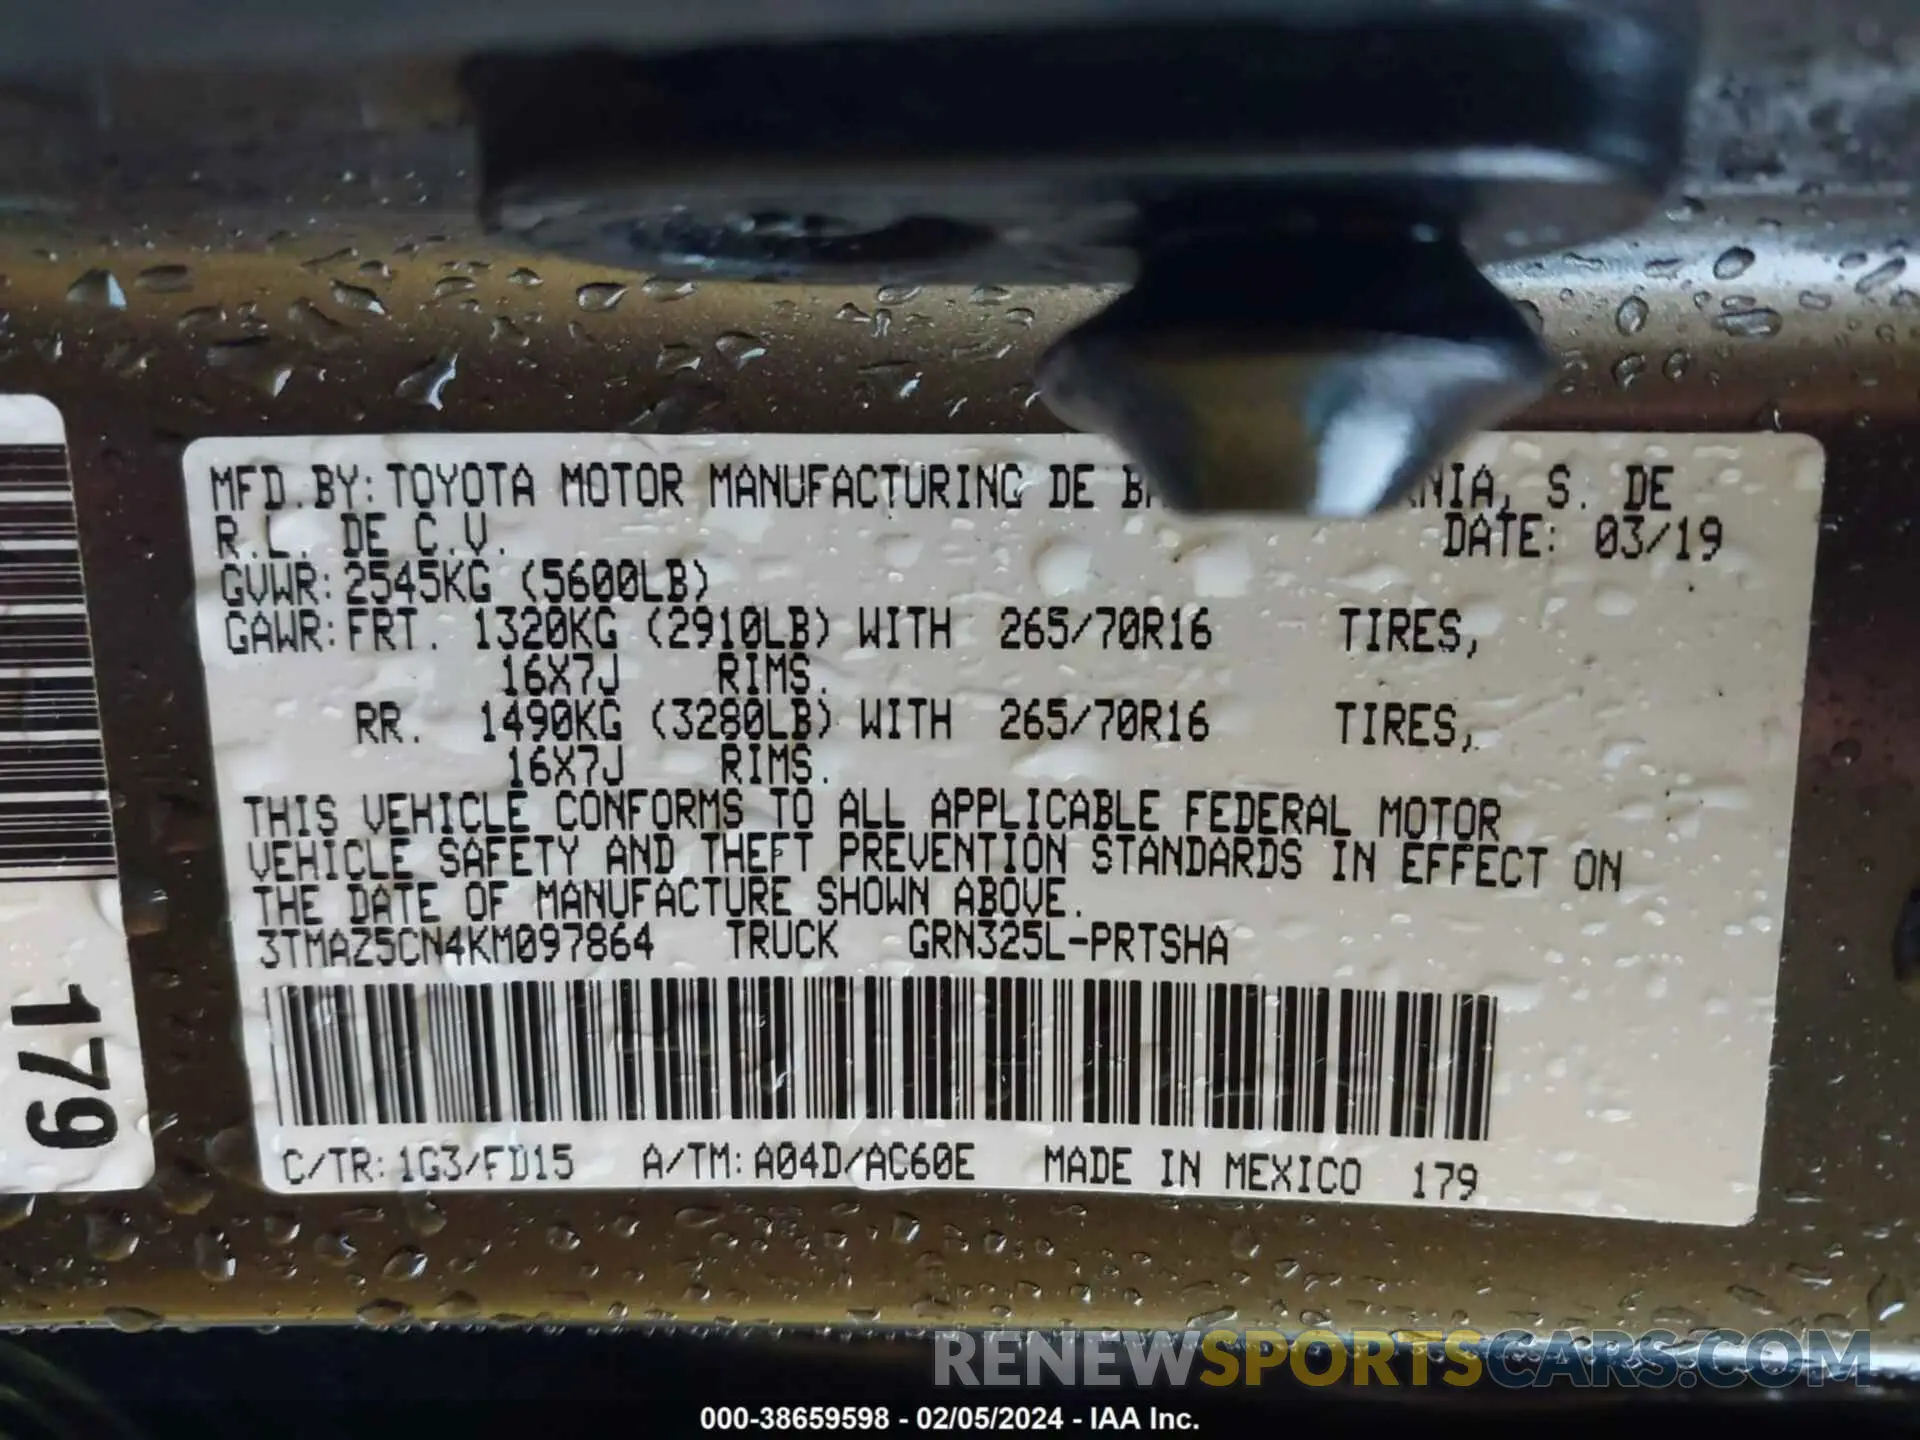 MFD.BY:TOYOTA MOTOR MANUFACTURING DE S. DE
R.L. DE C.V. DATE: 03/19
GVWR:2545KG (5600LB)
GAWR:FRT. 1320KG (2910LB) WITH 265/70R16 TIRES,
16X7J RIMS.
RR. 1490KG (3280LB) WITH 265/70R16 TIRES,
16X7J RIMS.
THIS VEHICLE CONFORMS TO ALL APPLICABLE FEDERAL MOTOR
VEHICLE SAFETY AND THEFT PREVENTION STANDARDS IN EFFECT ON
THE DATE OF MANUFACTURE SHOWN ABOVE.
3TMAZ5CN4KM097864 TRUCK GRN325L-PRTSHA
C/TR:1G3/FD15 A/TM:A04D/AC60E MADE IN MEXICO 179
179
RENEWSPORTSCARS.COM
000-38659598 - 02/05/2024 - IAA Inc.